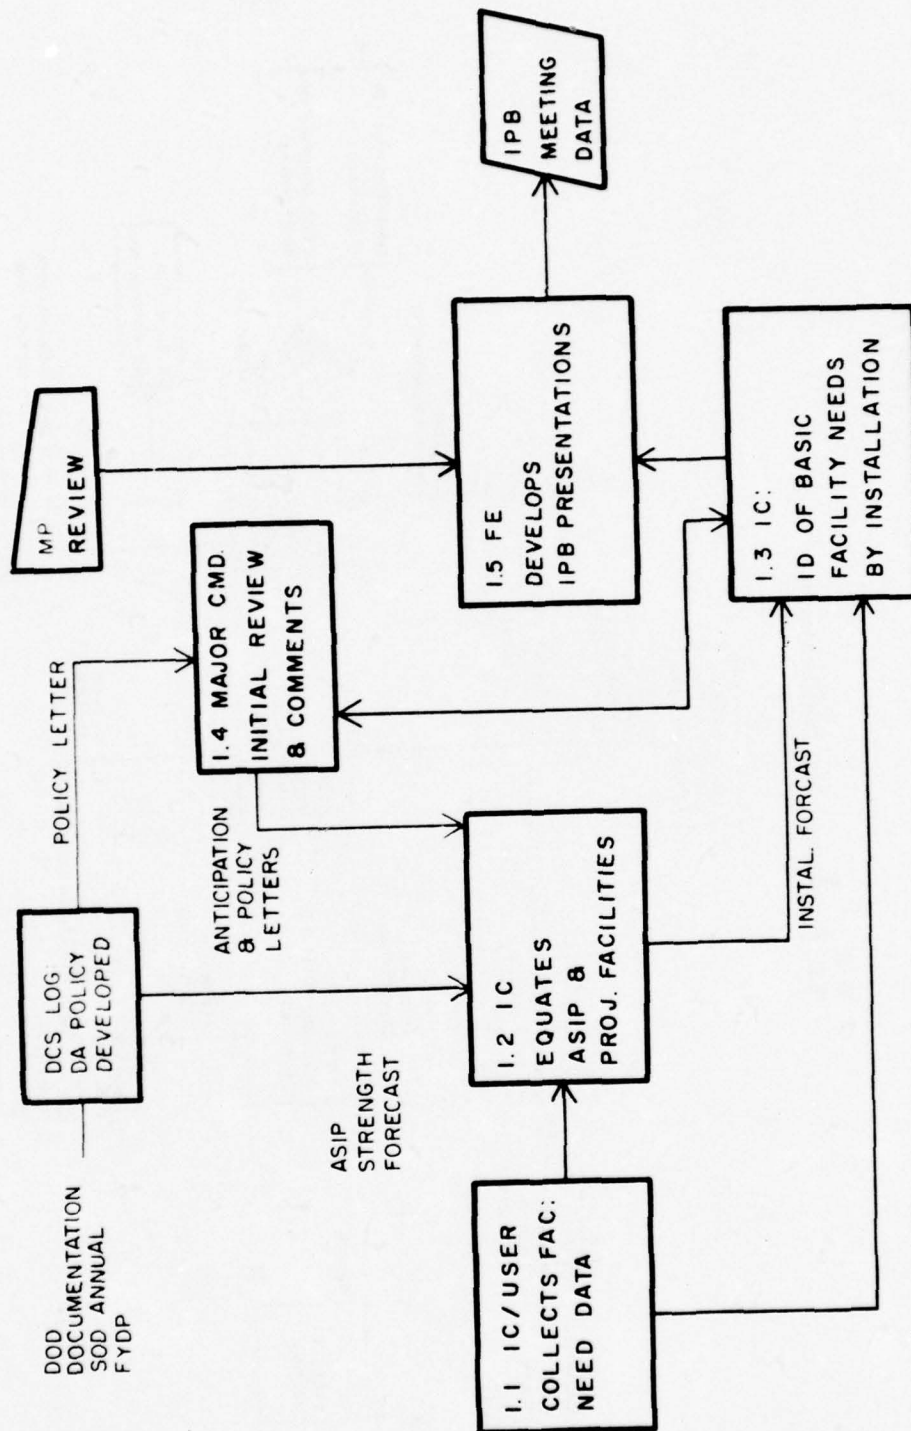 DOD
DOCUMENTATION
SOD ANNUAL
FYDP
DCS LOG:
DA POLICY
DEVELOPED
POLICY LETTER
MP
REVIEW
ANTICIPATION
& POLICY
LETTERS
1.4 MAJOR CMD.
INITIAL REVIEW
& COMMENTS
ASIP
STRENGTH
FORECAST
1.1 IC/USER
COLLECTS FAC:
NEED DATA
1.2 IC
EQUATES
ASIP &
PROJ. FACILITIES
1.5 FE
DEVELOPS
IPB PRESENTATIONS
IPB
MEETING
DATA
INSTAL. FORCAST
1.3 IC:
ID OF BASIC
FACILITY NEEDS
BY INSTALLATION